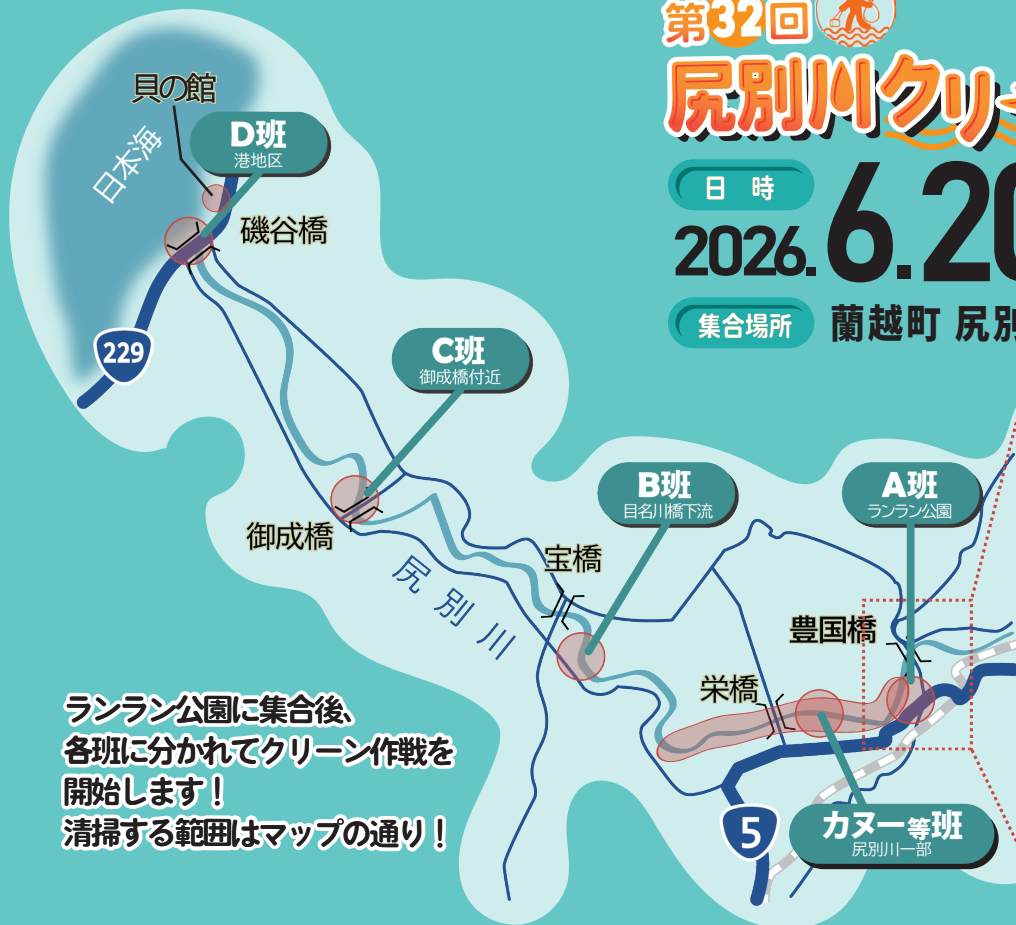 第32回
尻別川クリー
日 時
2026.6.20
集合場所
蘭越町 尻別
貝の館
日本海
D班
港地区
磯谷橋
229
C班
御成橋付近
御成橋
尻別川
宝橋
B班
目名川橋下流
A班
ランラン公園
豊国橋
栄橋
5
カヌー等班
尻別川一部
ランラン公園に集合後、
各班に分かれてクリーン作戦を
開始します！
清掃する範囲はマップの通り！